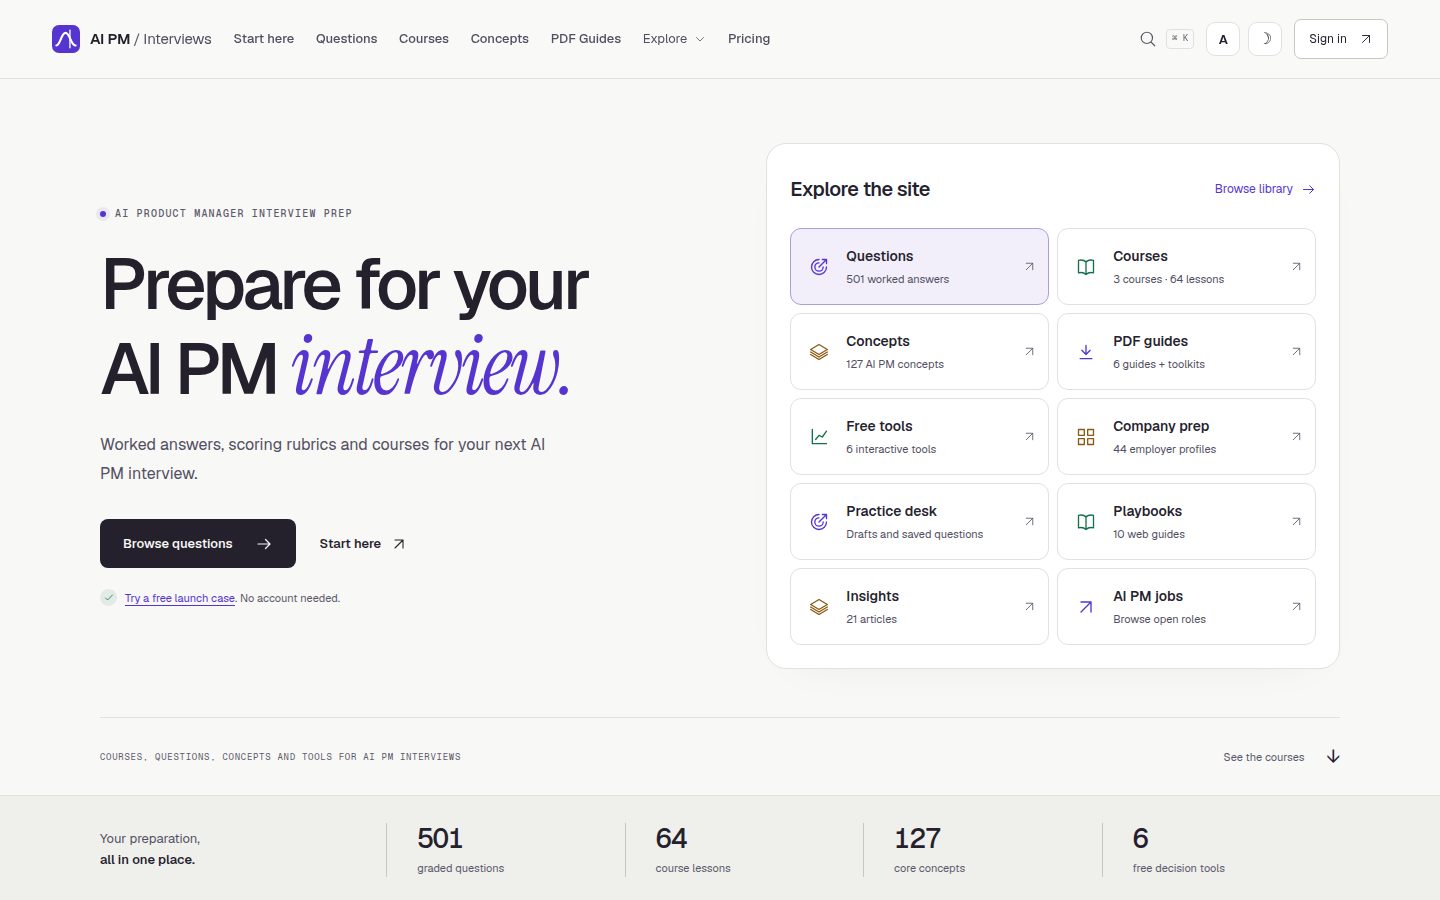 AI PM / Interviews
Start here
Questions
Courses
Concepts
PDF Guides
Explore
Pricing
⌘ K
A
Sign in
AI PRODUCT MANAGER INTERVIEW PREP
Prepare for your
AI PM interview.
Worked answers, scoring rubrics and courses for your next AI
PM interview.
Browse questions
Start here
Try a free launch case. No account needed.
Explore the site
Browse library
Questions
501 worked answers
Courses
3 courses · 64 lessons
Concepts
127 AI PM concepts
PDF guides
6 guides + toolkits
Free tools
6 interactive tools
Company prep
44 employer profiles
Practice desk
Drafts and saved questions
Playbooks
10 web guides
Insights
21 articles
AI PM jobs
Browse open roles
COURSES, QUESTIONS, CONCEPTS AND TOOLS FOR AI PM INTERVIEWS
See the courses
Your preparation,
all in one place.
501
graded questions
64
course lessons
127
core concepts
6
free decision tools